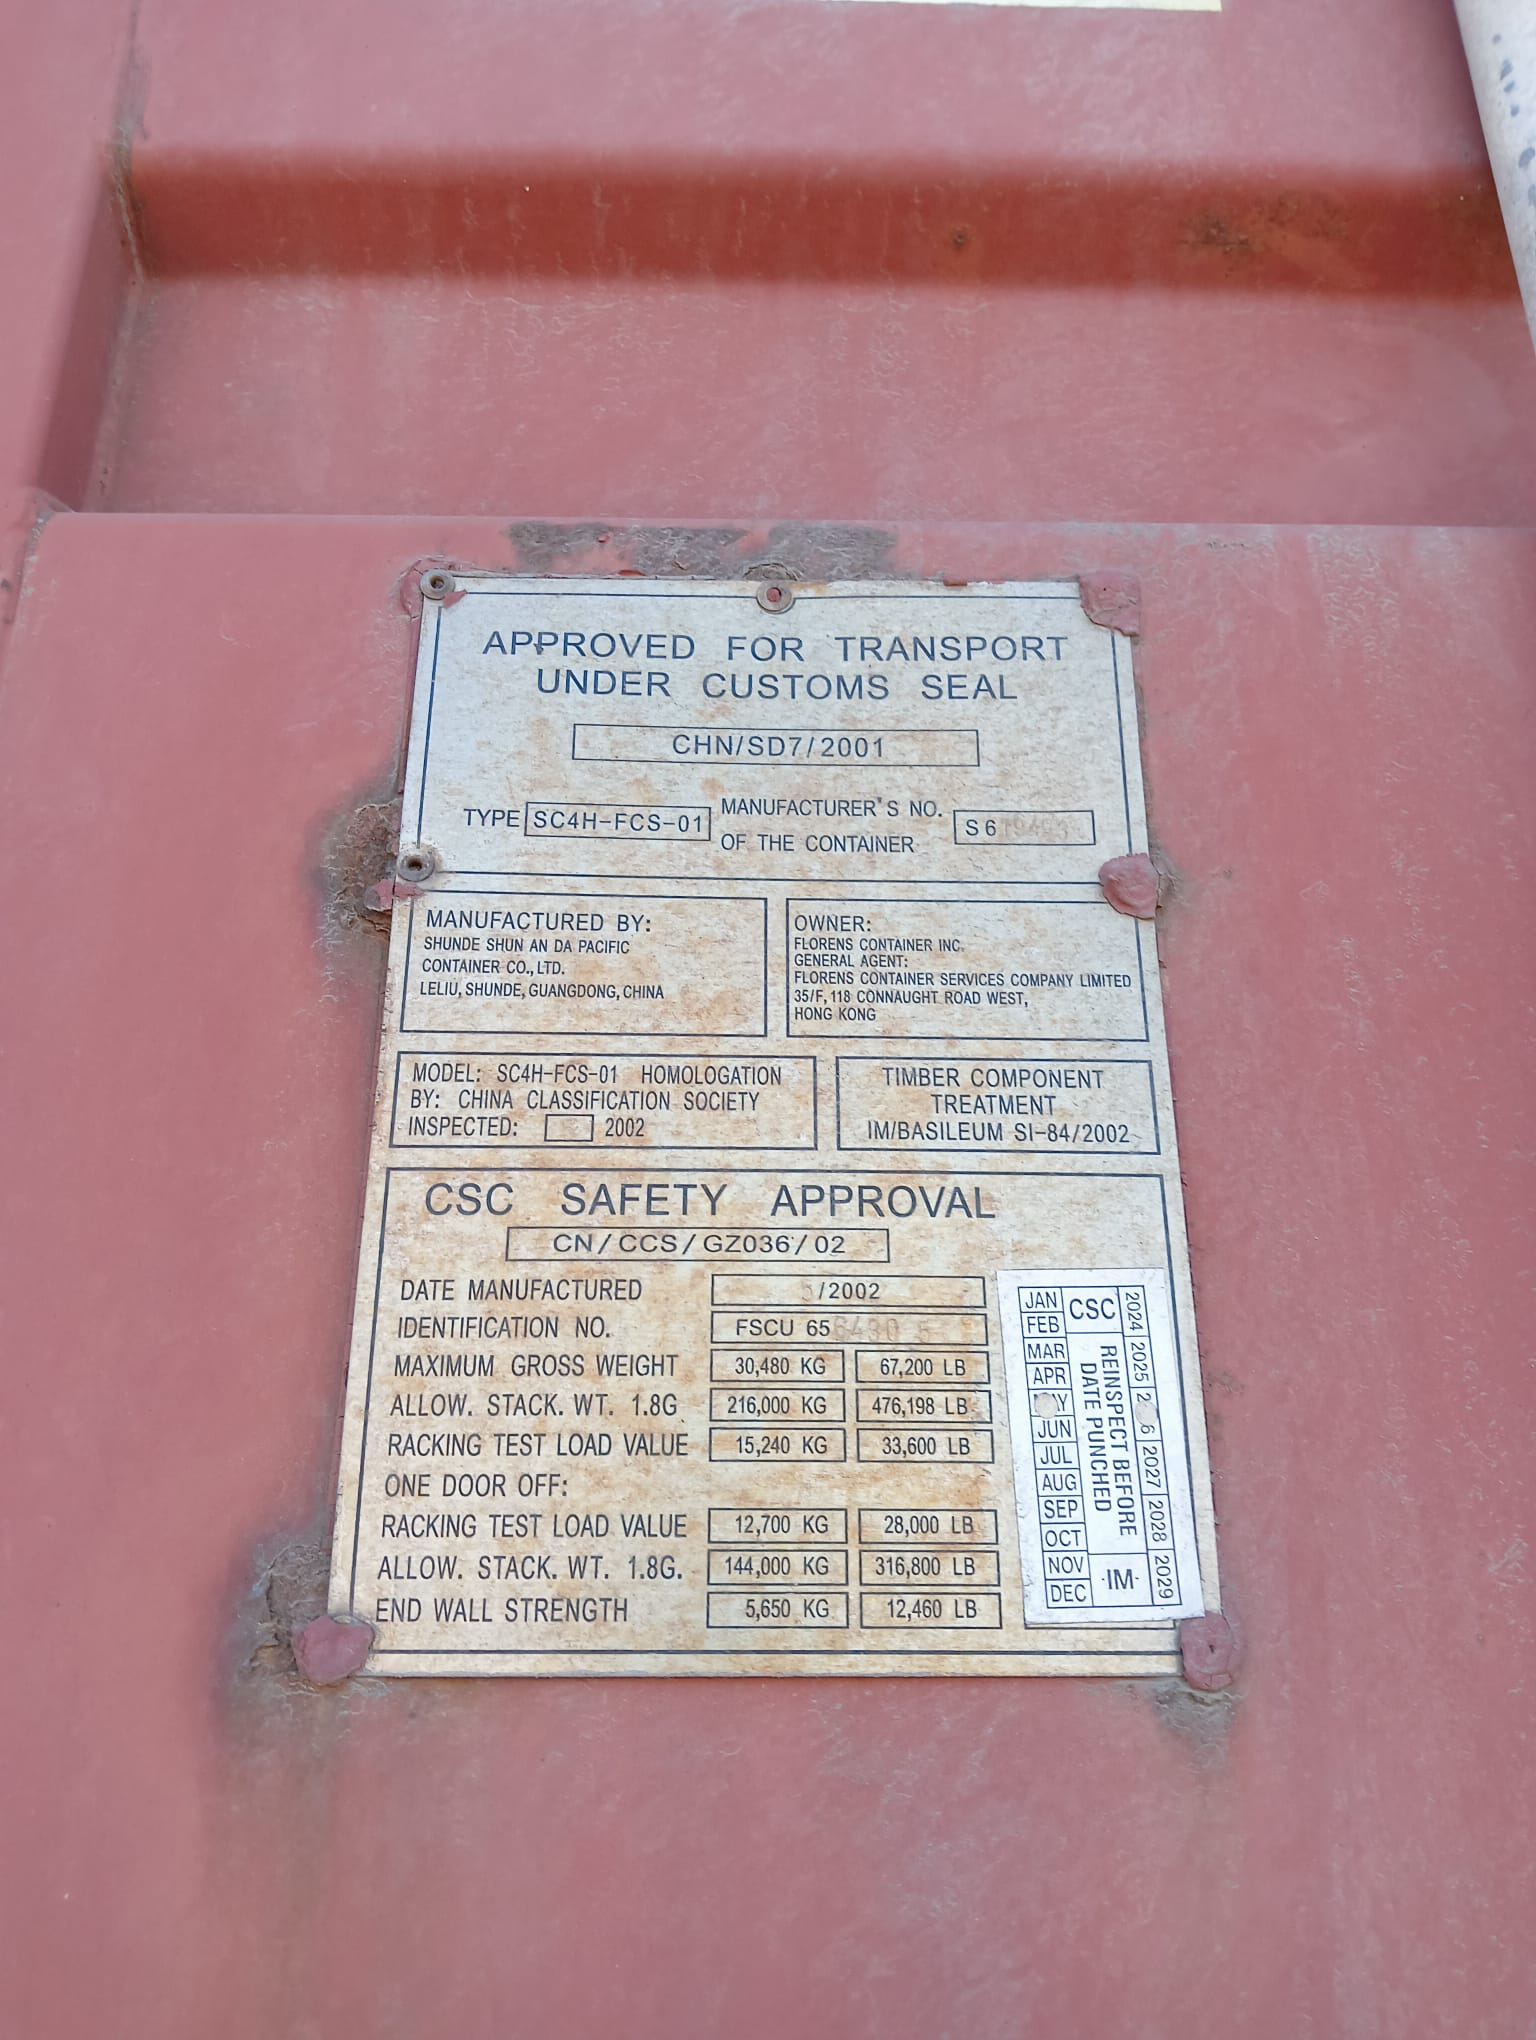 APPROVED FOR TRANSPORT
UNDER CUSTOMS SEAL
CHN/SD7/2001
TYPE SC4H-FCS-01
MANUFACTURER'S NO.
OF THE CONTAINER
S6
MANUFACTURED BY:
SHUNDE SHUN AN DA PACIFIC
CONTAINER CO., LTD.
LELIU, SHUNDE, GUANGDONG, CHINA
OWNER:
FLORENS CONTAINER INC.
GENERAL AGENT:
FLORENS CONTAINER SERVICES COMPANY LIMITED
35/F, 118 CONNAUGHT ROAD WEST,
HONG KONG
MODEL: SC4H-FCS-01 HOMOLOGATION
BY: CHINA CLASSIFICATION SOCIETY
INSPECTED: 2002
TIMBER COMPONENT
TREATMENT
IM/BASILEUM SI-84/2002
CSC SAFETY APPROVAL
CN/CCS/GZ036/02
DATE MANUFACTURED /2002
IDENTIFICATION NO. FSCU 65
MAXIMUM GROSS WEIGHT 30,480 KG 67,200 LB
ALLOW. STACK. WT. 1.8G 216,000 KG 476,198 LB
RACKING TEST LOAD VALUE 15,240 KG 33,600 LB
ONE DOOR OFF:
RACKING TEST LOAD VALUE 12,700 KG 28,000 LB
ALLOW. STACK. WT. 1.8G. 144,000 KG 316,800 LB
END WALL STRENGTH 5,650 KG 12,460 LB
JAN
FEB
MAR
APR
JUN
JUL
AUG
SEP
OCT
NOV
DEC
CSC
REINSPECT BEFORE
DATE PUNCHED
·IM·
2024 2025 2 6 2027 2028 2029